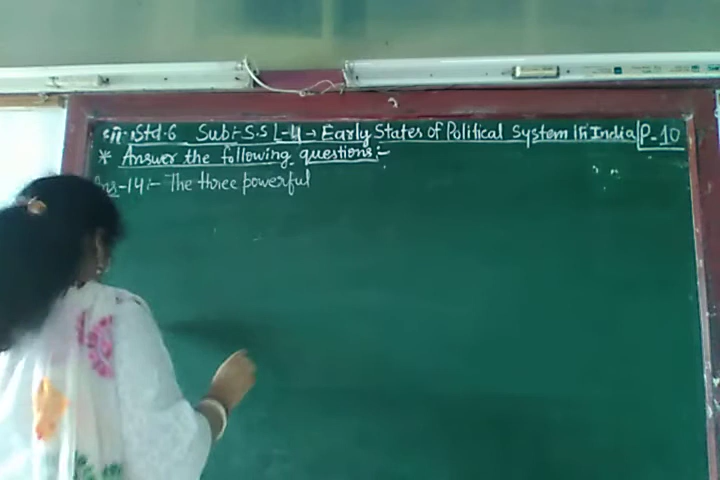 Std.6 Sub:-S.S L-4 → Early States of Political System in India P-10
* Answer the following questions:-
Ans-14:- The three powerful